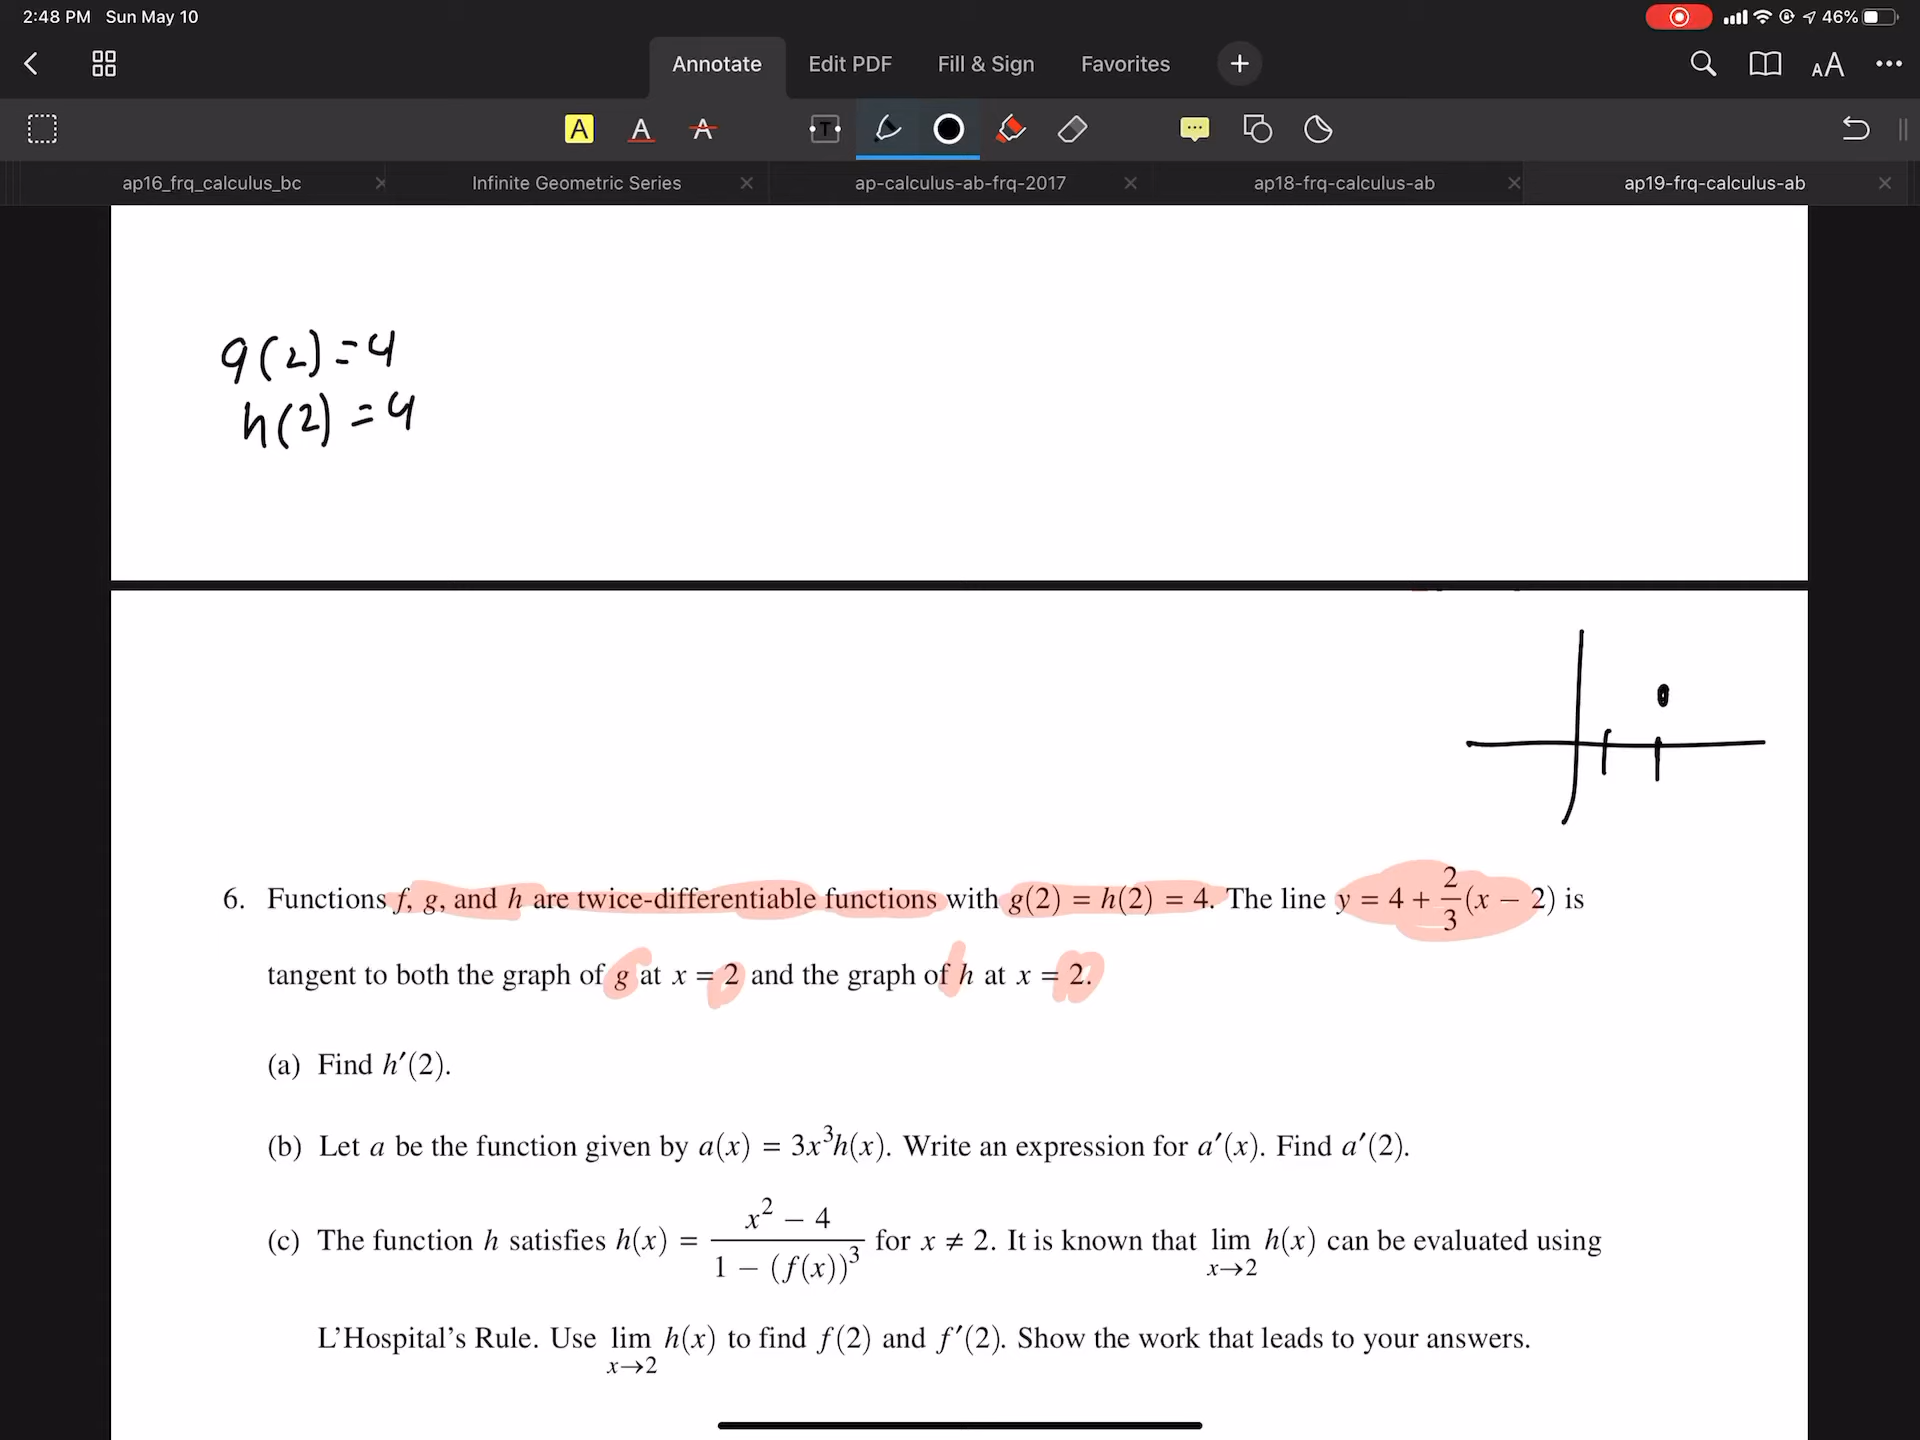 2:48 PM Sun May 10
46%
Annotate Edit PDF Fill & Sign Favorites
AA
A A A T
ap16_frq_calculus_bc Infinite Geometric Series ap-calculus-ab-frq-2017 ap18-frq-calculus-ab ap19-frq-calculus-ab
g(2)=4
h(2)=4
6. Functions f, g, and h are twice-differentiable functions with g(2) = h(2) = 4. The line y = 4 + 2/3(x − 2) is
tangent to both the graph of g at x = 2 and the graph of h at x = 2.
(a) Find h′(2).
(b) Let a be the function given by a(x) = 3x³h(x). Write an expression for a′(x). Find a′(2).
(c) The function h satisfies h(x) = (x² − 4)/(1 − (f(x))³) for x ≠ 2. It is known that lim x→2 h(x) can be evaluated using
L’Hospital’s Rule. Use lim x→2 h(x) to find f(2) and f′(2). Show the work that leads to your answers.